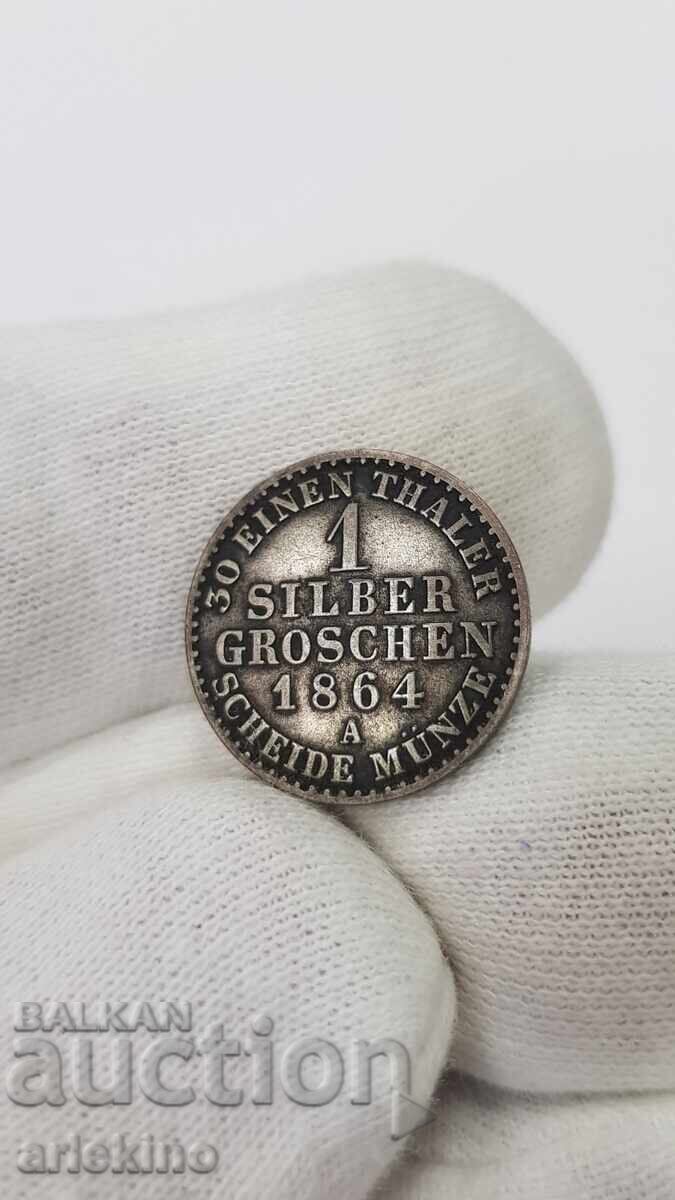 30 EINEN THALER
1
SILBER
GROSCHEN
1864
A
SCHEIDE MÜNZE
BALKAN
auction
arlekino